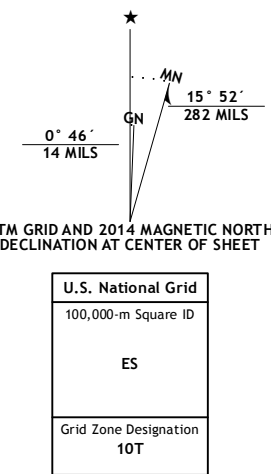 MN
GN
15° 52´
282 MILS
0° 46´
14 MILS
TM GRID AND 2014 MAGNETIC NORTH
DECLINATION AT CENTER OF SHEET
U.S. National Grid
100,000-m Square ID
ES
Grid Zone Designation
10T